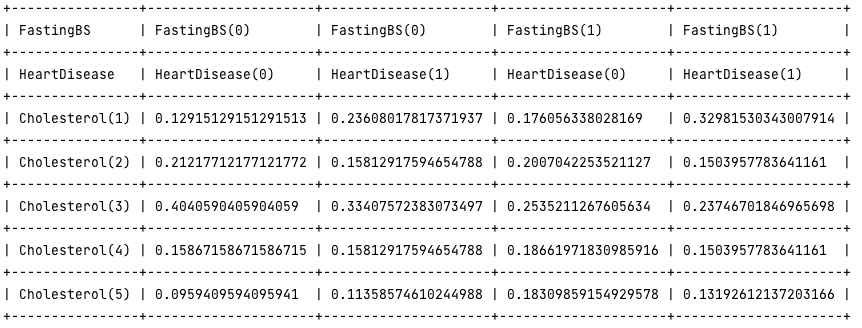 +----------------+---------------------+---------------------+---------------------+---------------------+
| FastingBS      | FastingBS(0)        | FastingBS(0)        | FastingBS(1)        | FastingBS(1)        |
+----------------+---------------------+---------------------+---------------------+---------------------+
| HeartDisease   | HeartDisease(0)     | HeartDisease(1)     | HeartDisease(0)     | HeartDisease(1)     |
+----------------+---------------------+---------------------+---------------------+---------------------+
| Cholesterol(1) | 0.12915129151291513 | 0.23608017817371937 | 0.176056338028169   | 0.32981530343007914 |
+----------------+---------------------+---------------------+---------------------+---------------------+
| Cholesterol(2) | 0.21217712177121772 | 0.15812917594654788 | 0.2007042253521127  | 0.1503957783641161  |
+----------------+---------------------+---------------------+---------------------+---------------------+
| Cholesterol(3) | 0.4040590405904059  | 0.33407572383073497 | 0.2535211267605634  | 0.23746701846965698 |
+----------------+---------------------+---------------------+---------------------+---------------------+
| Cholesterol(4) | 0.15867158671586715 | 0.15812917594654788 | 0.18661971830985916 | 0.1503957783641161  |
+----------------+---------------------+---------------------+---------------------+---------------------+
| Cholesterol(5) | 0.0959409594095941  | 0.11358574610244988 | 0.18309859154929578 | 0.13192612137203166 |
+----------------+---------------------+---------------------+---------------------+---------------------+